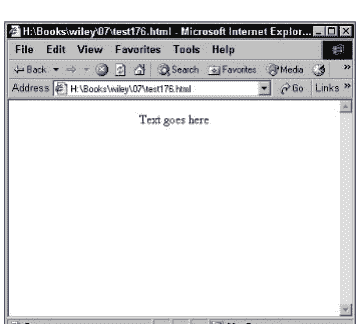 H:\Books\wiley\07\test176.html - Microsoft Internet Explor...
File Edit View Favorites Tools Help
Back Search Favorites Media »
Address H:\Books\wiley\07\test176.html Go Links »
Text goes here